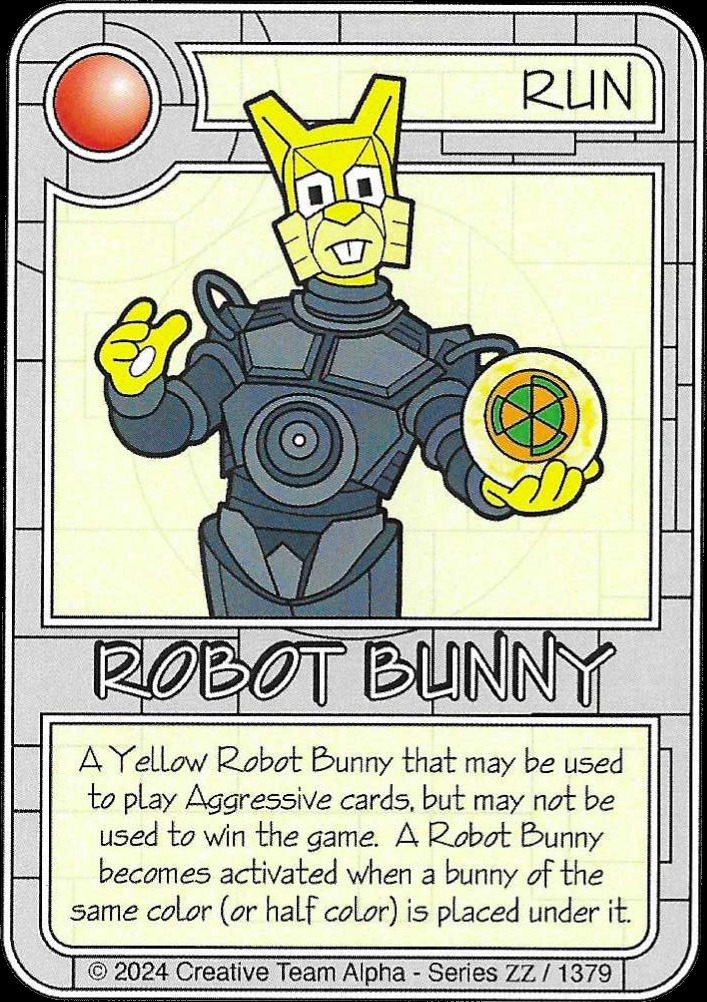 RUN
ROBOT BUNNY
A Yellow Robot Bunny that may be used
to play Aggressive cards, but may not be
used to win the game. A Robot Bunny
becomes activated when a bunny of the
same color (or half color) is placed under it.
© 2024 Creative Team Alpha - Series ZZ / 1379